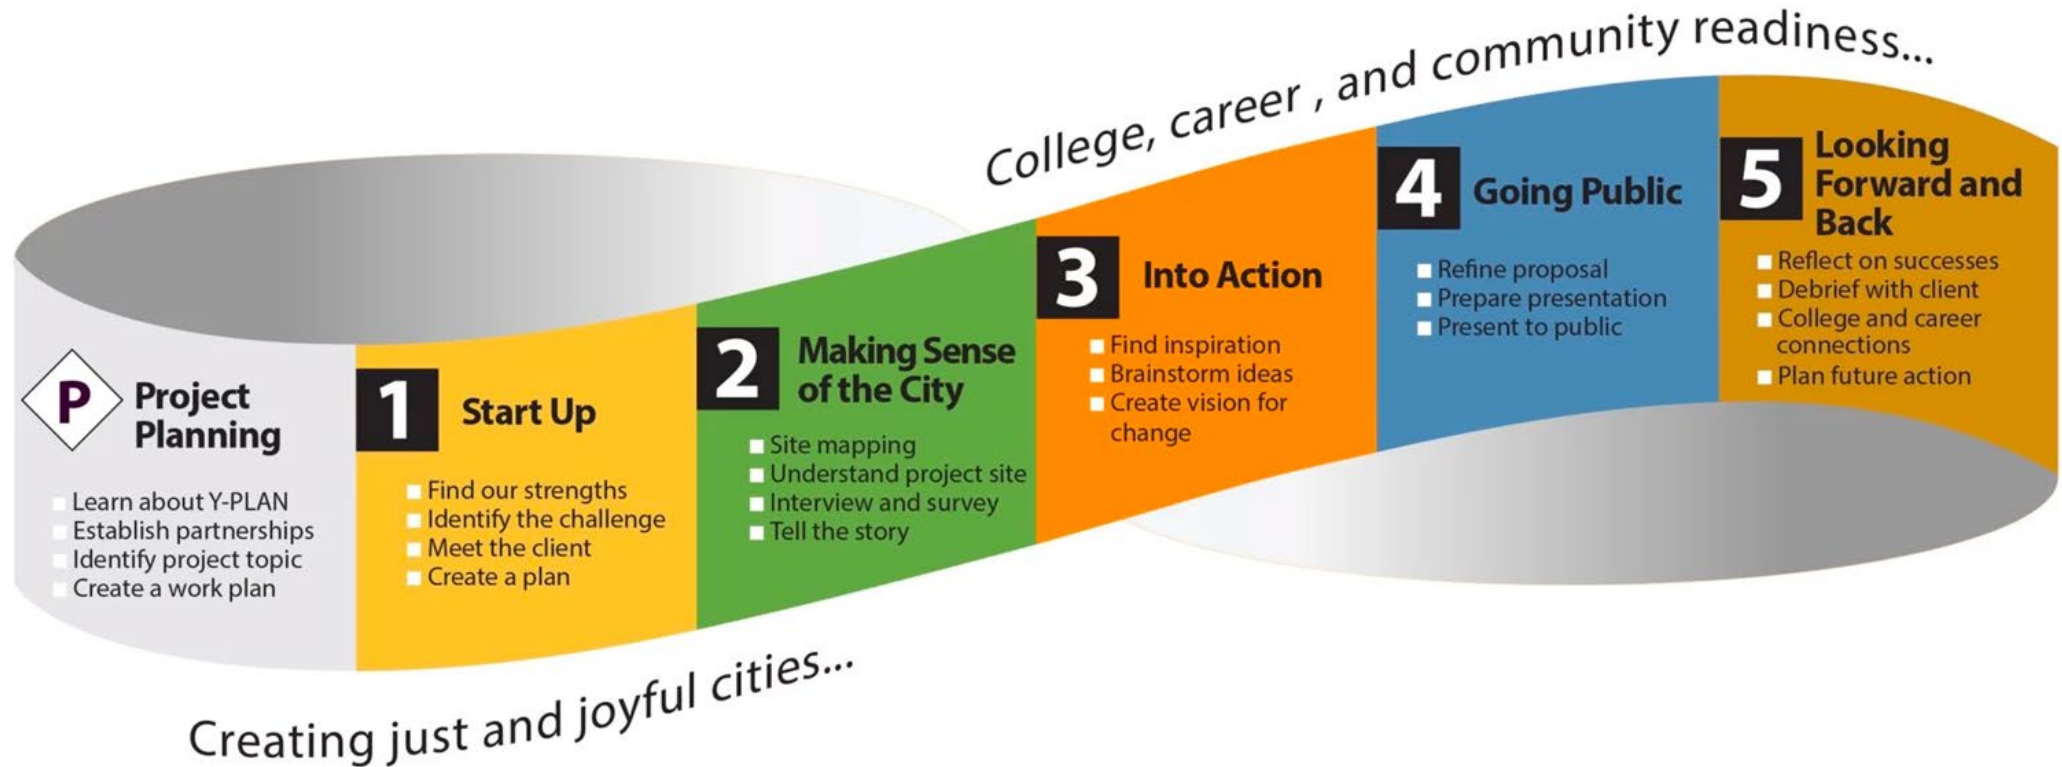 College, career , and community readiness...
P
Project
Planning
Learn about Y-PLAN
Establish partnerships
Identify project topic
Create a work plan
1
Start Up
Find our strengths
Identify the challenge
Meet the client
Create a plan
2
Making Sense
of the City
Site mapping
Understand project site
Interview and survey
Tell the story
3
Into Action
Find inspiration
Brainstorm ideas
Create vision for
change
4
Going Public
Refine proposal
Prepare presentation
Present to public
5
Looking
Forward and
Back
Reflect on successes
Debrief with client
College and career
connections
Plan future action
Creating just and joyful cities...